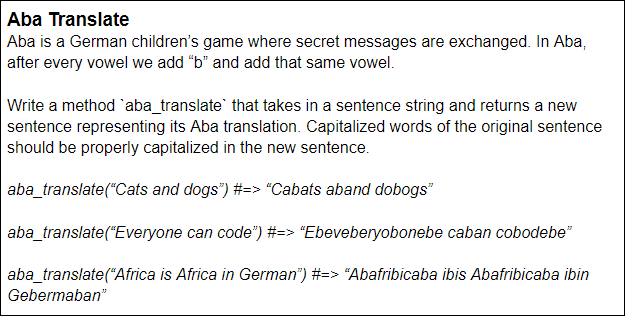 Aba Translate
Aba is a German children’s game where secret messages are exchanged. In Aba,
after every vowel we add “b” and add that same vowel.
Write a method `aba_translate` that takes in a sentence string and returns a new
sentence representing its Aba translation. Capitalized words of the original sentence
should be properly capitalized in the new sentence.
aba_translate(“Cats and dogs”) #=> “Cabats aband dobogs”
aba_translate(“Everyone can code”) #=> “Ebeveberyobonebe caban cobodebe”
aba_translate(“Africa is Africa in German”) #=> “Abafribicaba ibis Abafribicaba ibin
Gebermaban”